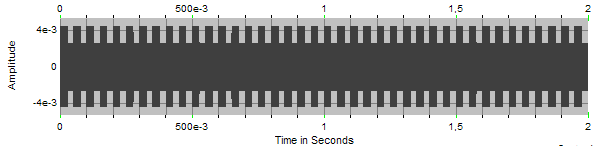 0 500e-3 1 1,5 2
4e-3
Amplitude
0
-4e-3
0 500e-3 1 1,5 2
Time in Seconds